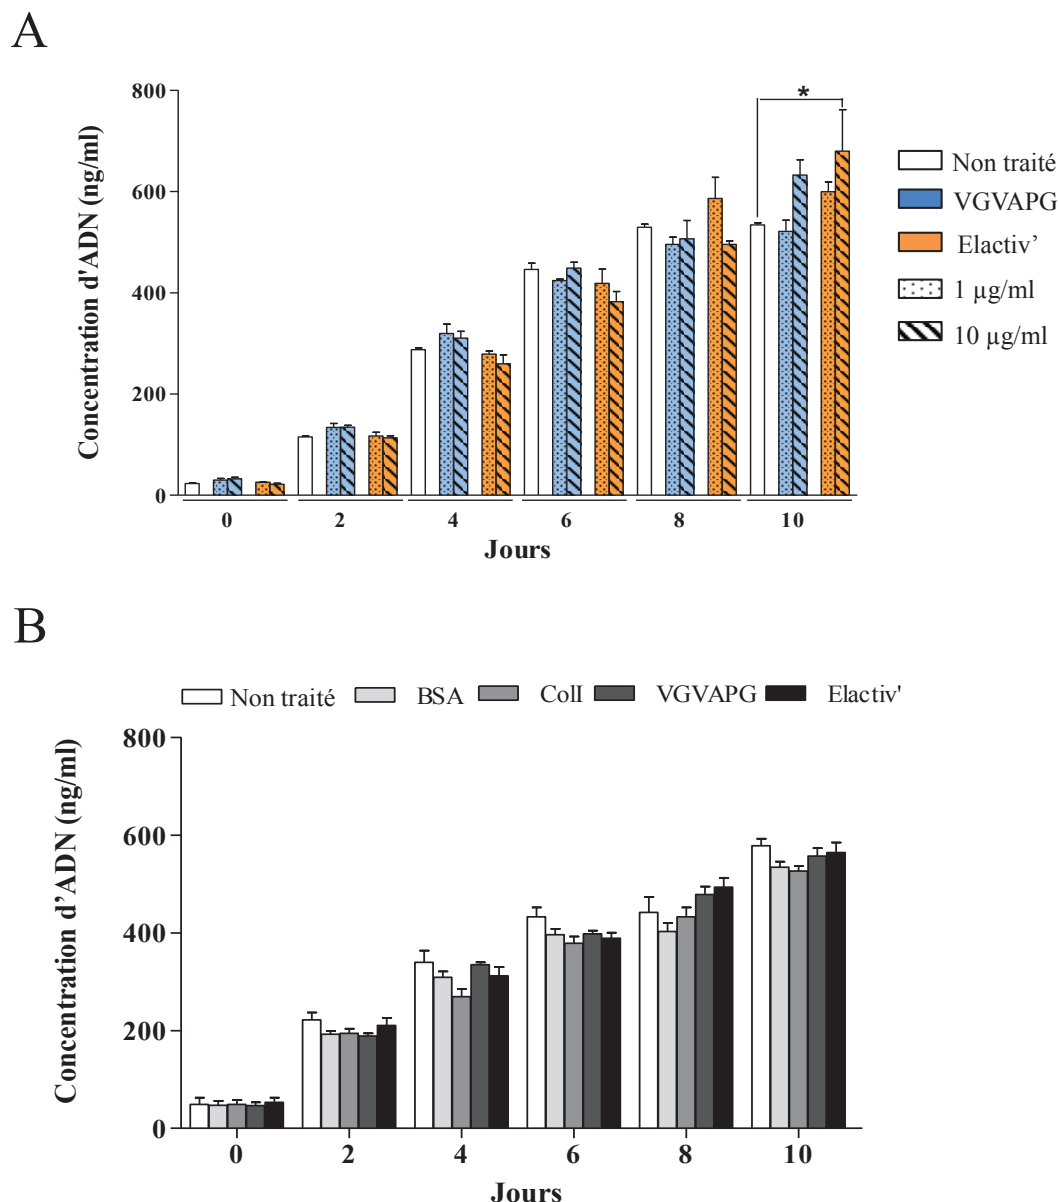 A
800
600
400
200
0
Concentration d'ADN (ng/ml)
*
0 2 4 6 8 10
Jours
Non traité
VGVAPG
Elactiv’
1 µg/ml
10 µg/ml
B
Non traité BSA ColI VGVAPG Elactiv'
800
600
400
200
0
Concentration d’ADN (ng/ml)
0 2 4 6 8 10
Jours